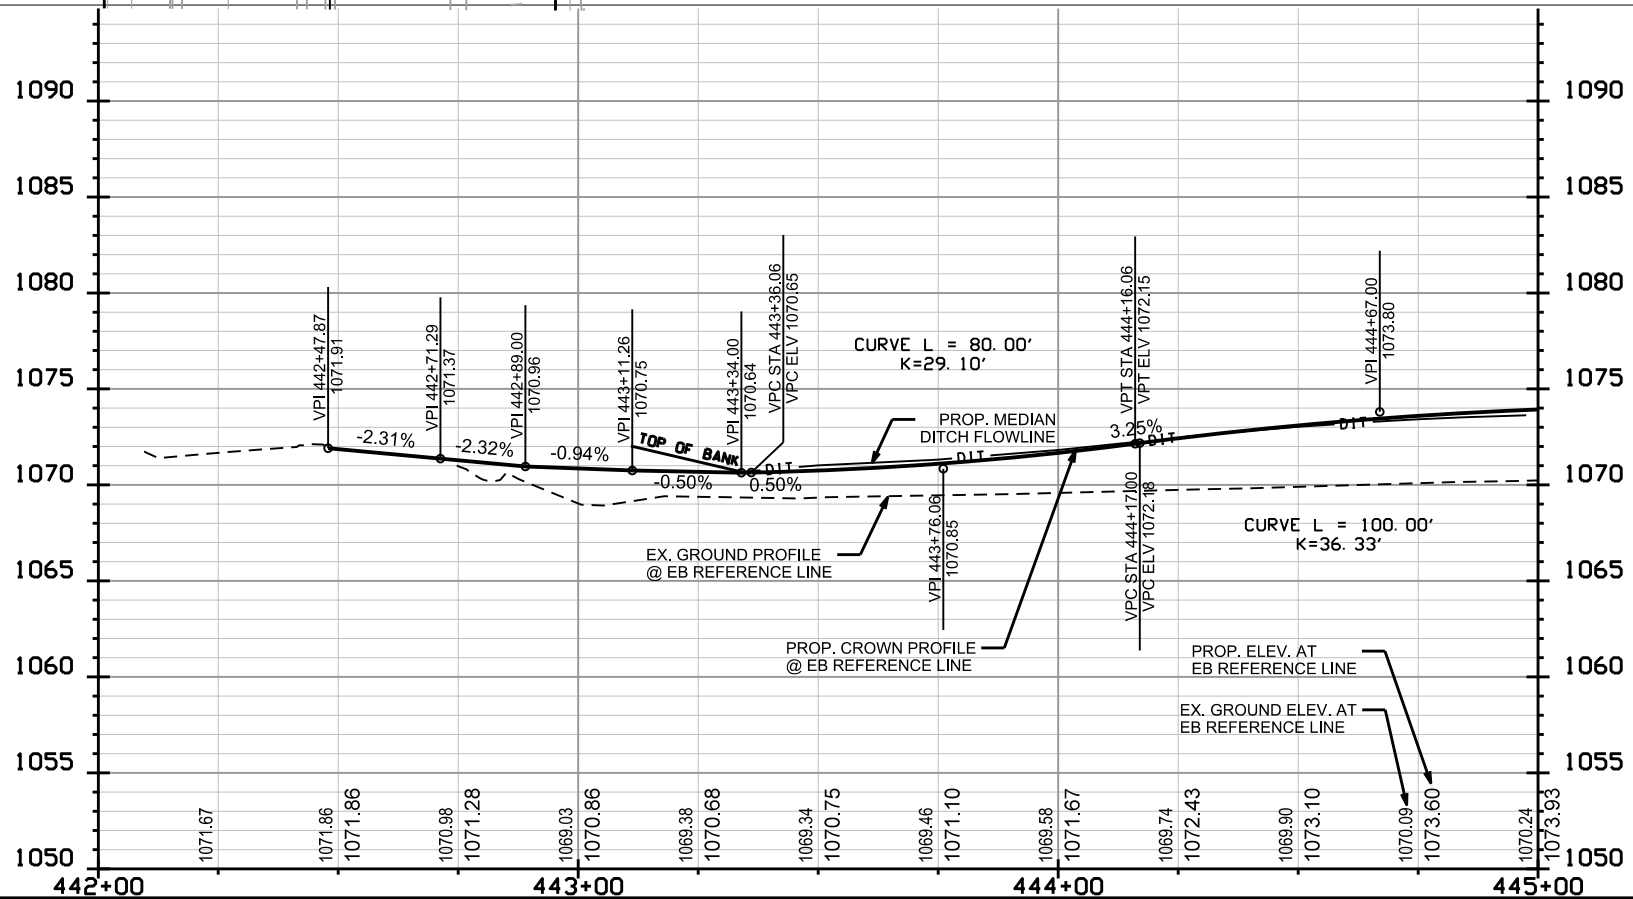 1090
1085
1080
1075
1070
1065
1060
1055
1050
1090
1085
1080
1075
1070
1065
1060
1055
1050
VPI 442+47.87
1071.91
VPI 442+71.29
1071.37
VPI 442+89.00
1070.96
VPI 443+11.26
1070.75
VPI 443+34.00
1070.64
VPC STA 443+36.06
VPC ELV 1070.65
VPT STA 444+16.06
VPT ELV 1072.15
VPI 444+67.00
1073.80
CURVE L = 80.00'
K=29.10'
-2.31%
-2.32%
-0.94%
TOP OF BANK
-0.50%
0.50%
DIT
PROP. MEDIAN
DITCH FLOWLINE
DIT
3.25%
DIT
DIT
VPI 443+76.06
1070.85
VPC STA 444+17.00
VPC ELV 1072.18
CURVE L = 100.00'
K=36.33'
EX. GROUND PROFILE
@ EB REFERENCE LINE
PROP. CROWN PROFILE
@ EB REFERENCE LINE
PROP. ELEV. AT
EB REFERENCE LINE
EX. GROUND ELEV. AT
EB REFERENCE LINE
1071.67
1071.86
1071.86
1070.98
1071.28
1069.03
1070.86
1069.38
1070.68
1069.34
1070.75
1069.46
1071.10
1069.58
1071.67
1069.74
1072.43
1069.90
1073.10
1070.09
1073.60
1070.24
1073.93
442+00
443+00
444+00
445+00